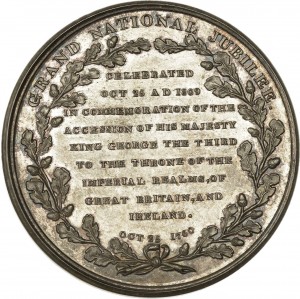 GRAND NATIONAL JUBILEE
CELEBRATED
OCT 25 A D 1809
IN COMMEMORATION OF THE
ACCESSION OF HIS MAJESTY
KING GEORGE THE THIRD
TO THE THRONE OF THE
IMPERIAL REALMS, OF
GREAT BRITAIN, AND
IRELAND.
OCT 25 1760